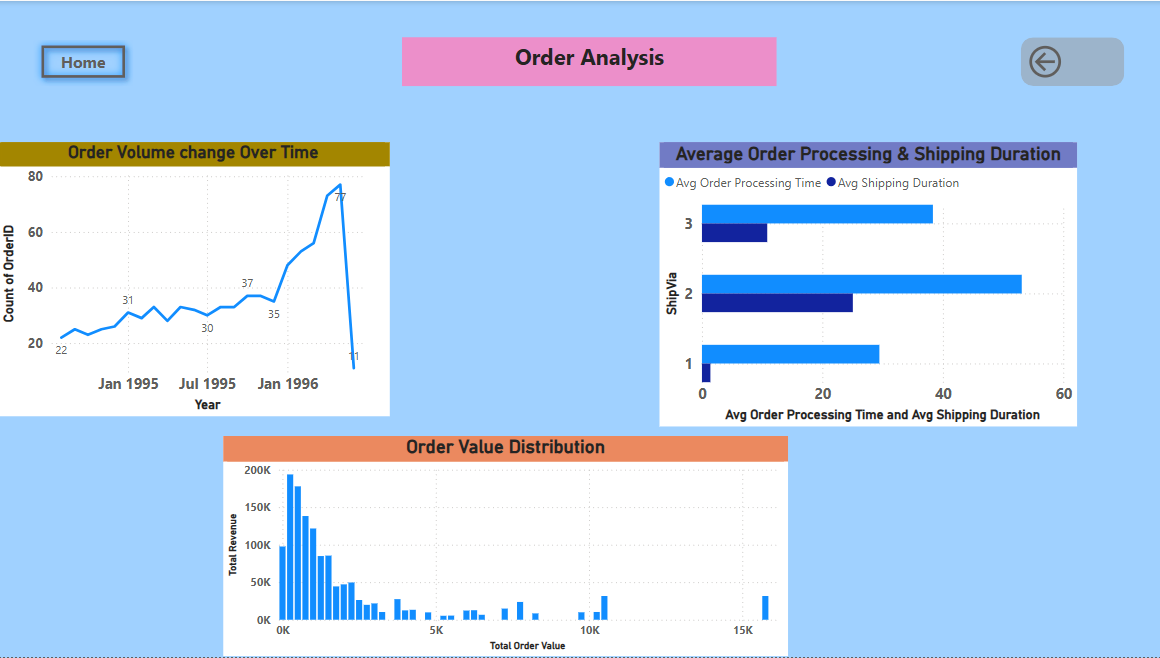 Home
Order Analysis
Order Volume change Over Time
80
60
40
20
Count of OrderID
22
31
30
37
35
77
11
Jan 1995 Jul 1995 Jan 1996
Year
Average Order Processing & Shipping Duration
Avg Order Processing Time Avg Shipping Duration
ShipVia
3
2
1
0 20 40 60
Avg Order Processing Time and Avg Shipping Duration
Order Value Distribution
200K
150K
100K
50K
0K
Total Revenue
0K 5K 10K 15K
Total Order Value